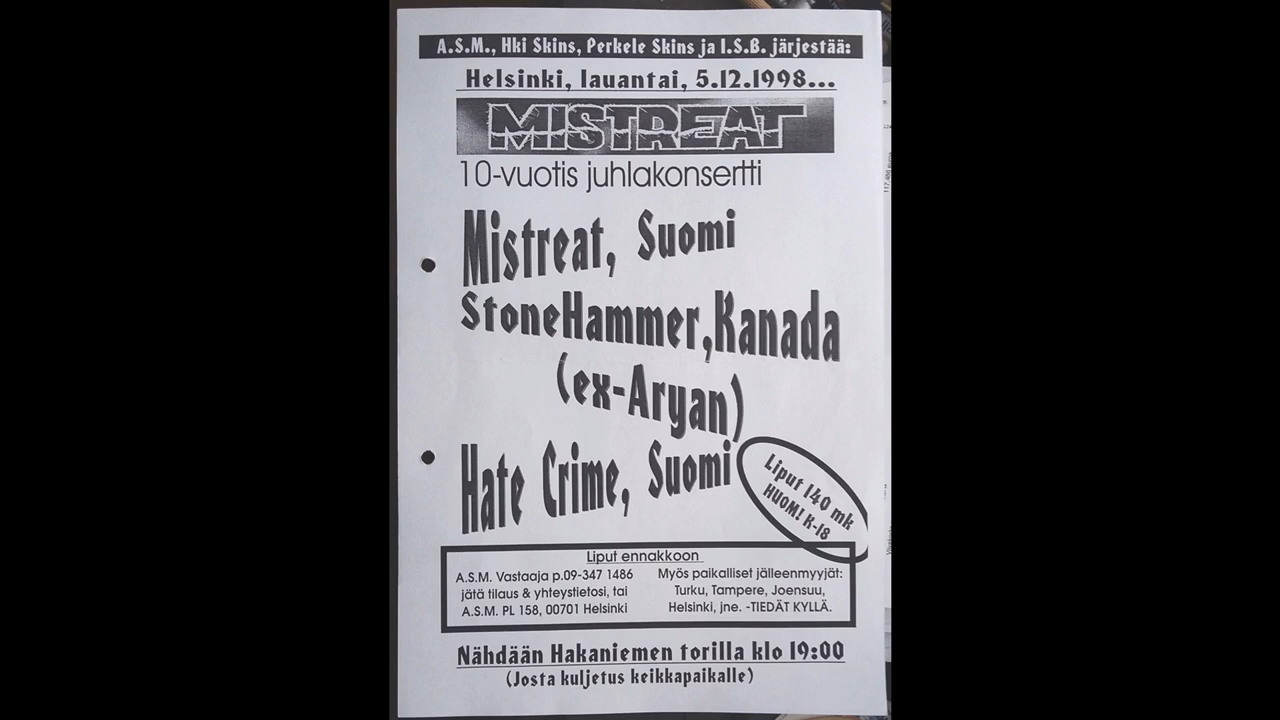 A.S.M., Hki Skins, Perkele Skins ja I.S.B. järjestää:
Helsinki, lauantai, 5.12.1998...
MISTREAT
10-vuotis juhlakonsertti
Mistreat, Suomi
StoneHammer, Kanada
(ex-Aryan)
Hate Crime, Suomi
Liput 140 mk
HUOM! K-18
Liput ennakkoon
A.S.M. Vastaaja p.09-347 1486
jätä tilaus & yhteystietosi, tai
A.S.M. PL 158, 00701 Helsinki
Myös paikalliset jälleenmyyjät:
Turku, Tampere, Joensuu,
Helsinki, jne. -TIEDÄT KYLLÄ.
Nähdään Hakaniemen torilla klo 19:00
(Josta kuljetus keikkapaikalle)